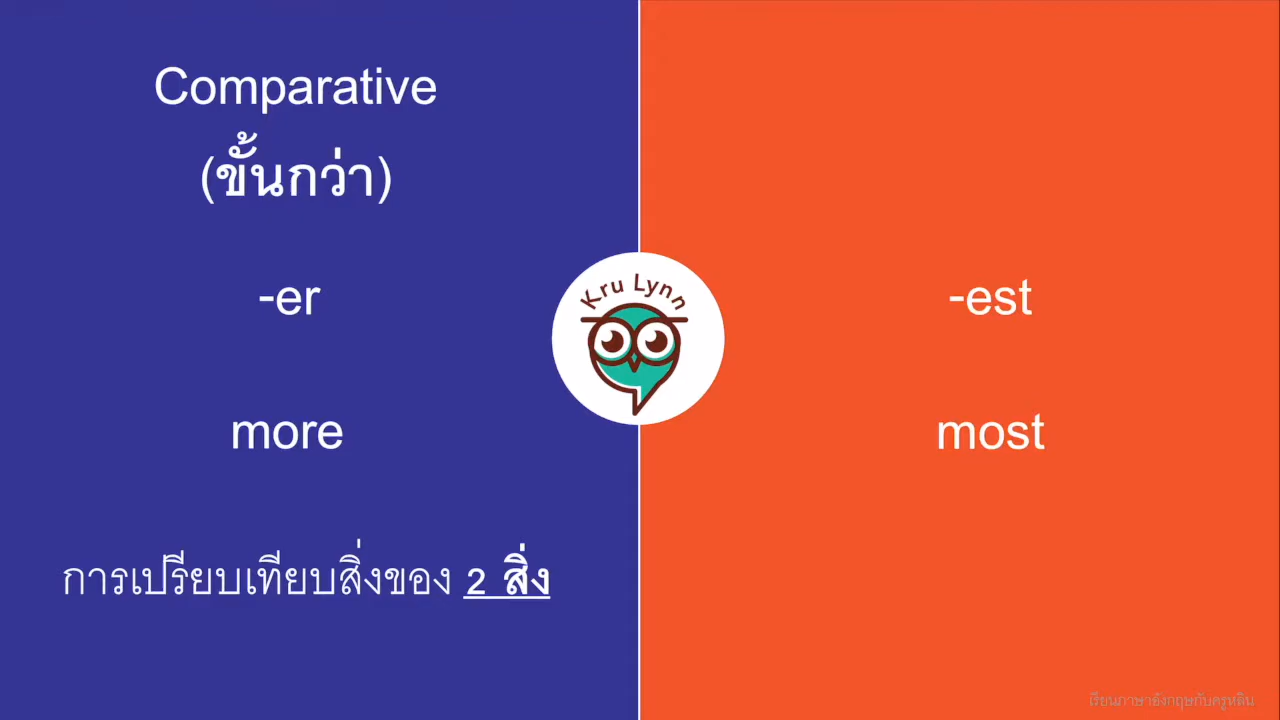 Comparative
(ขั้นกว่า)
-er
more
การเปรียบเทียบสิ่งของ 2 สิ่ง
Kru Lynn
-est
most
เรียนภาษาอังกฤษกับครูหลิน